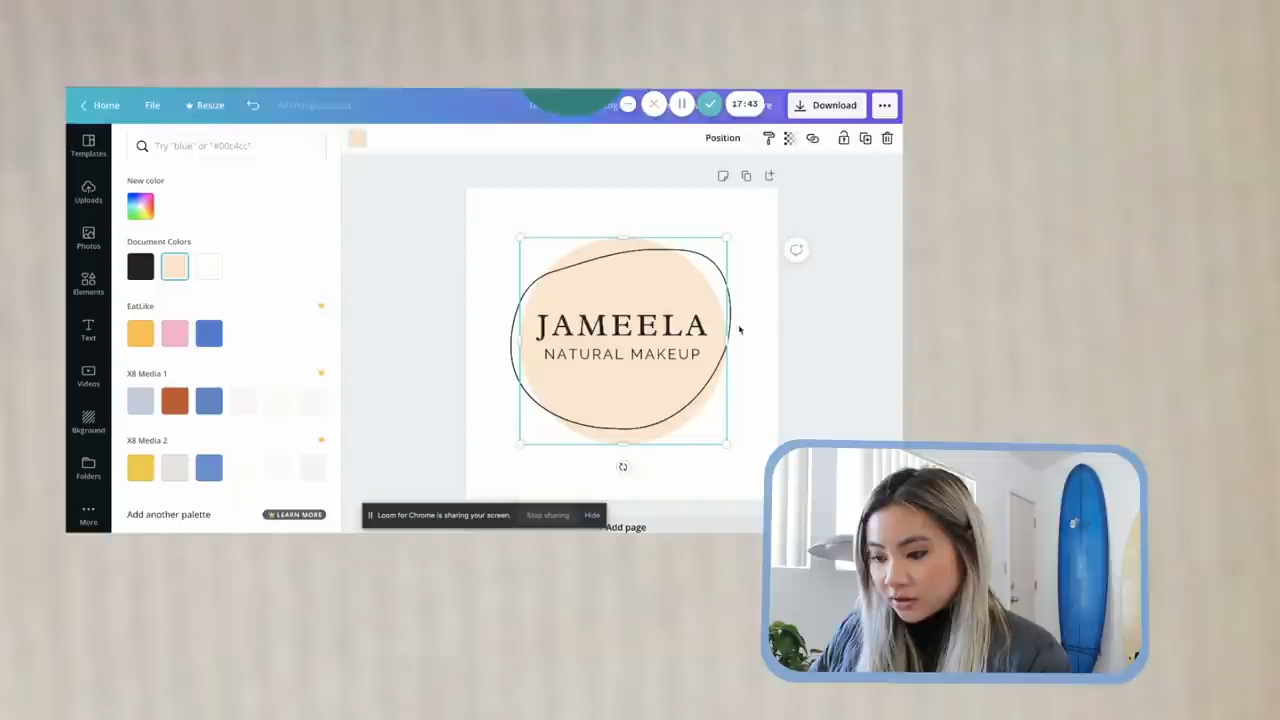 Home File Resize
17:43 re Download
Templates
Uploads
Photos
Elements
Text
Videos
Bkground
Folders
More
Try "blue" or "#00c4cc"
New color
Document Colors
EatLike
X8 Media 1
X8 Media 2
Add another palette LEARN MORE
Position
JAMEELA
NATURAL MAKEUP
Loom for Chrome is sharing your screen. Stop sharing Hide
Add page